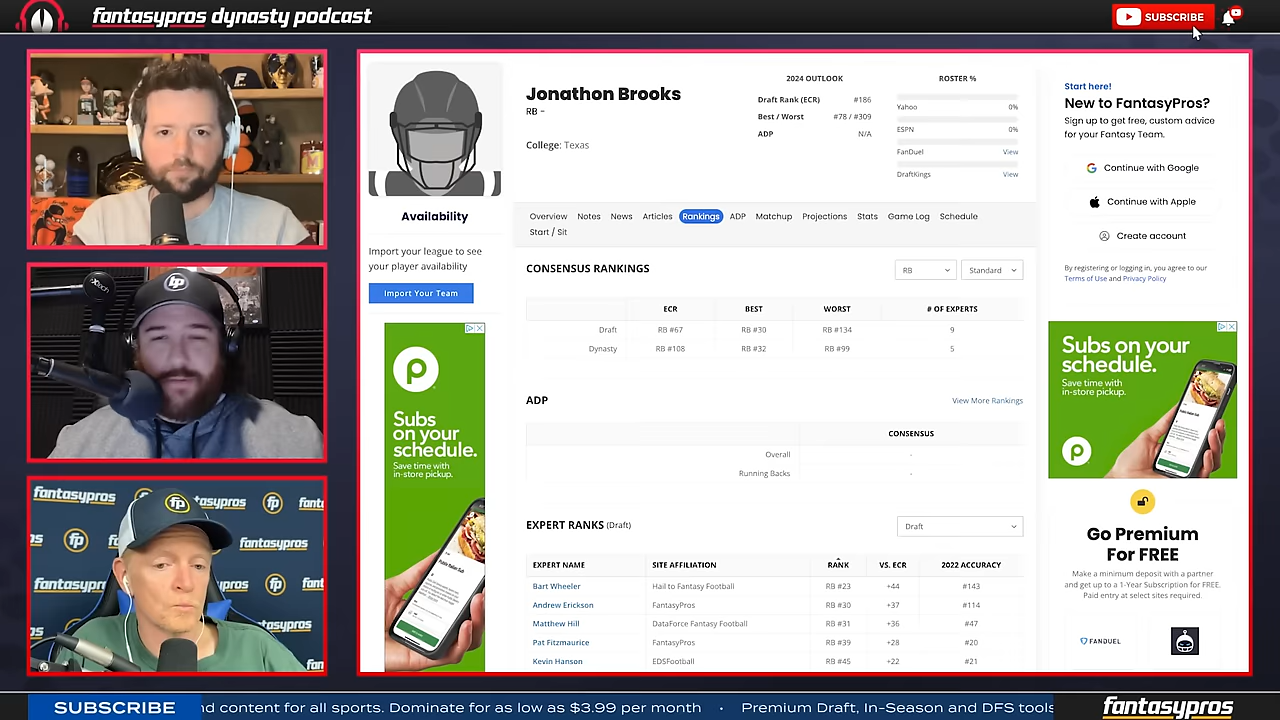 fantasypros dynasty podcast
SUBSCRIBE
Jonathon Brooks
RB -
College: Texas
2024 OUTLOOK
Draft Rank (ECR) #186
Best / Worst #78 / #309
ADP N/A
ROSTER %
Yahoo 0%
ESPN 0%
FanDuel View
DraftKings View
Availability
Import your league to see
your player availability
Import Your Team
Overview Notes News Articles Rankings ADP Matchup Projections Stats Game Log Schedule
Start / Sit
CONSENSUS RANKINGS
RB
Standard
ECR BEST WORST # OF EXPERTS
Draft RB #67 RB #30 RB #134 9
Dynasty RB #108 RB #32 RB #99 5
ADP
View More Rankings
CONSENSUS
Overall -
Running Backs -
EXPERT RANKS (Draft)
Draft
EXPERT NAME SITE AFFILIATION RANK VS. ECR 2022 ACCURACY
Bart Wheeler Hail to Fantasy Football RB #23 +44 #143
Andrew Erickson FantasyPros RB #30 +37 #114
Matthew Hill DataForce Fantasy Football RB #31 +36 #47
Pat Fitzmaurice FantasyPros RB #39 +28 #20
Kevin Hanson EDSFootball RB #45 +22 #21
Start here!
New to FantasyPros?
Sign up to get free, custom advice
for your Fantasy Team.
Continue with Google
Continue with Apple
Create account
By registering or logging in, you agree to our
Terms of Use and Privacy Policy
Subs on your
schedule.
Save time with
in-store pickup.
Go Premium
For FREE
Make a minimum deposit with a partner
and get up to a 1-Year Subscription for FREE.
Paid entry at select sites required.
FANDUEL
Subs
on your
schedule.
Save time with
in-store pickup.
fp
fantasypros
fantasypros
fantasypros
fantasypros
fp
SUBSCRIBE
nd content for all sports. Dominate for as low as $3.99 per month • Premium Draft, In-Season and DFS tools
fantasypros